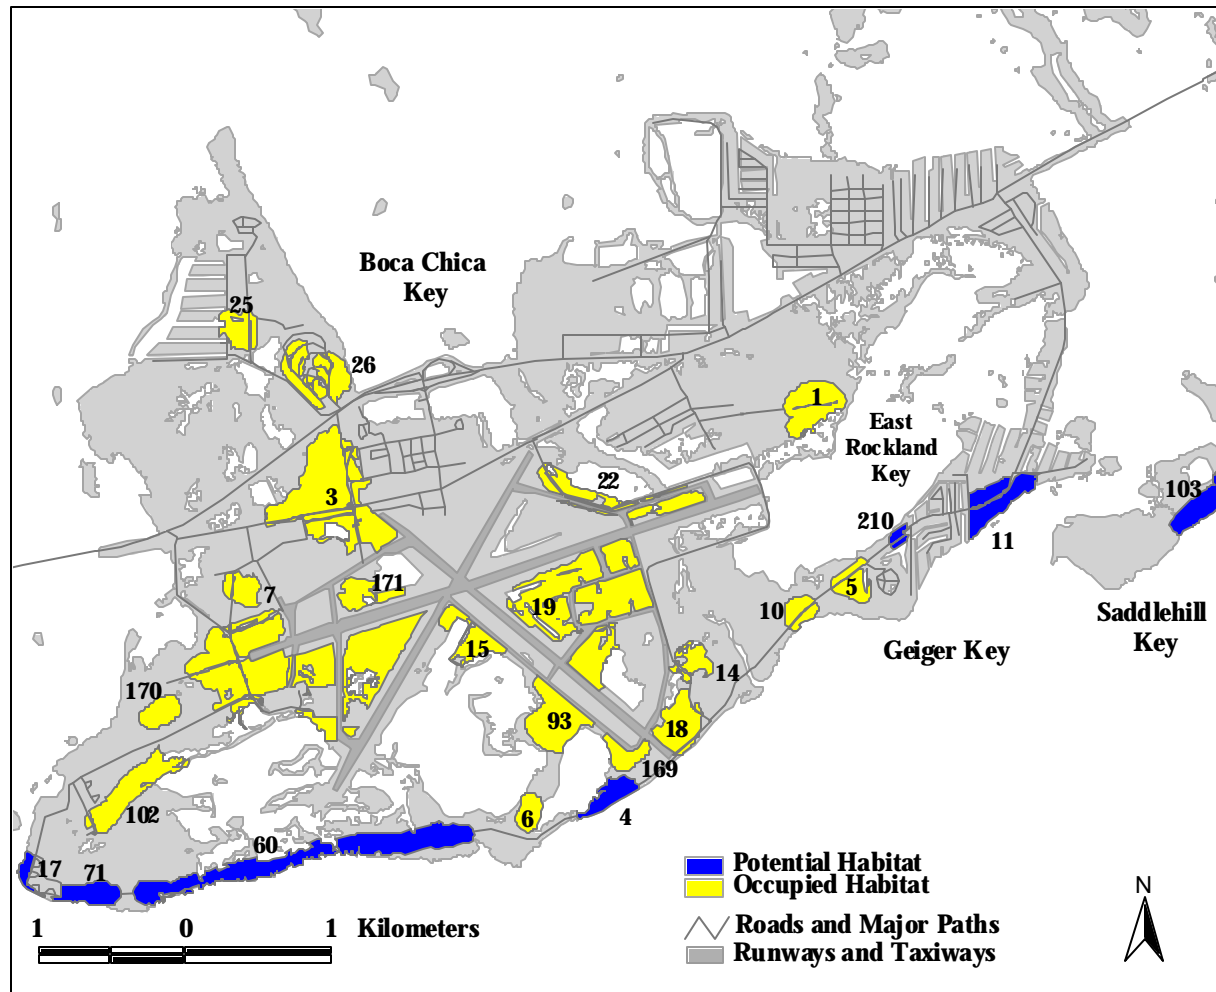 Boca Chica
Key
25
26
1
East
Rockland
Key
22
3
103
210
11
171
7
5
19
10
Saddlehill
Key
15
Geiger Key
14
170
93
18
169
102
6
4
60
17
71
Potential Habitat
Occupied Habitat
Roads and Major Paths
Runways and Taxiways
N
1 0 1 Kilometers